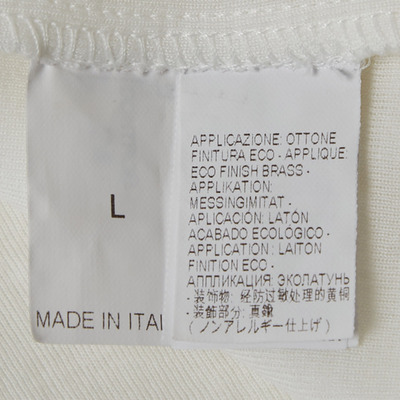 L
MADE IN ITA
APPLICAZIONE: OTTONE
FINITURA ECO - APPLIQUE:
ECO FINISH BRASS -
APPLIKATION:
MESSINGIMITAT -
APLICACIÓN: LATÓN
ACABADO ECOLÓGICO -
APPLICATION : LAITON
FINITION ECO -
АППЛИКАЦИЯ: ЭКОЛАТУНЬ
- 装饰物: 经防过敏处理的黄铜
- 装飾部分: 真鍮
(ノンアレルギー仕上げ)